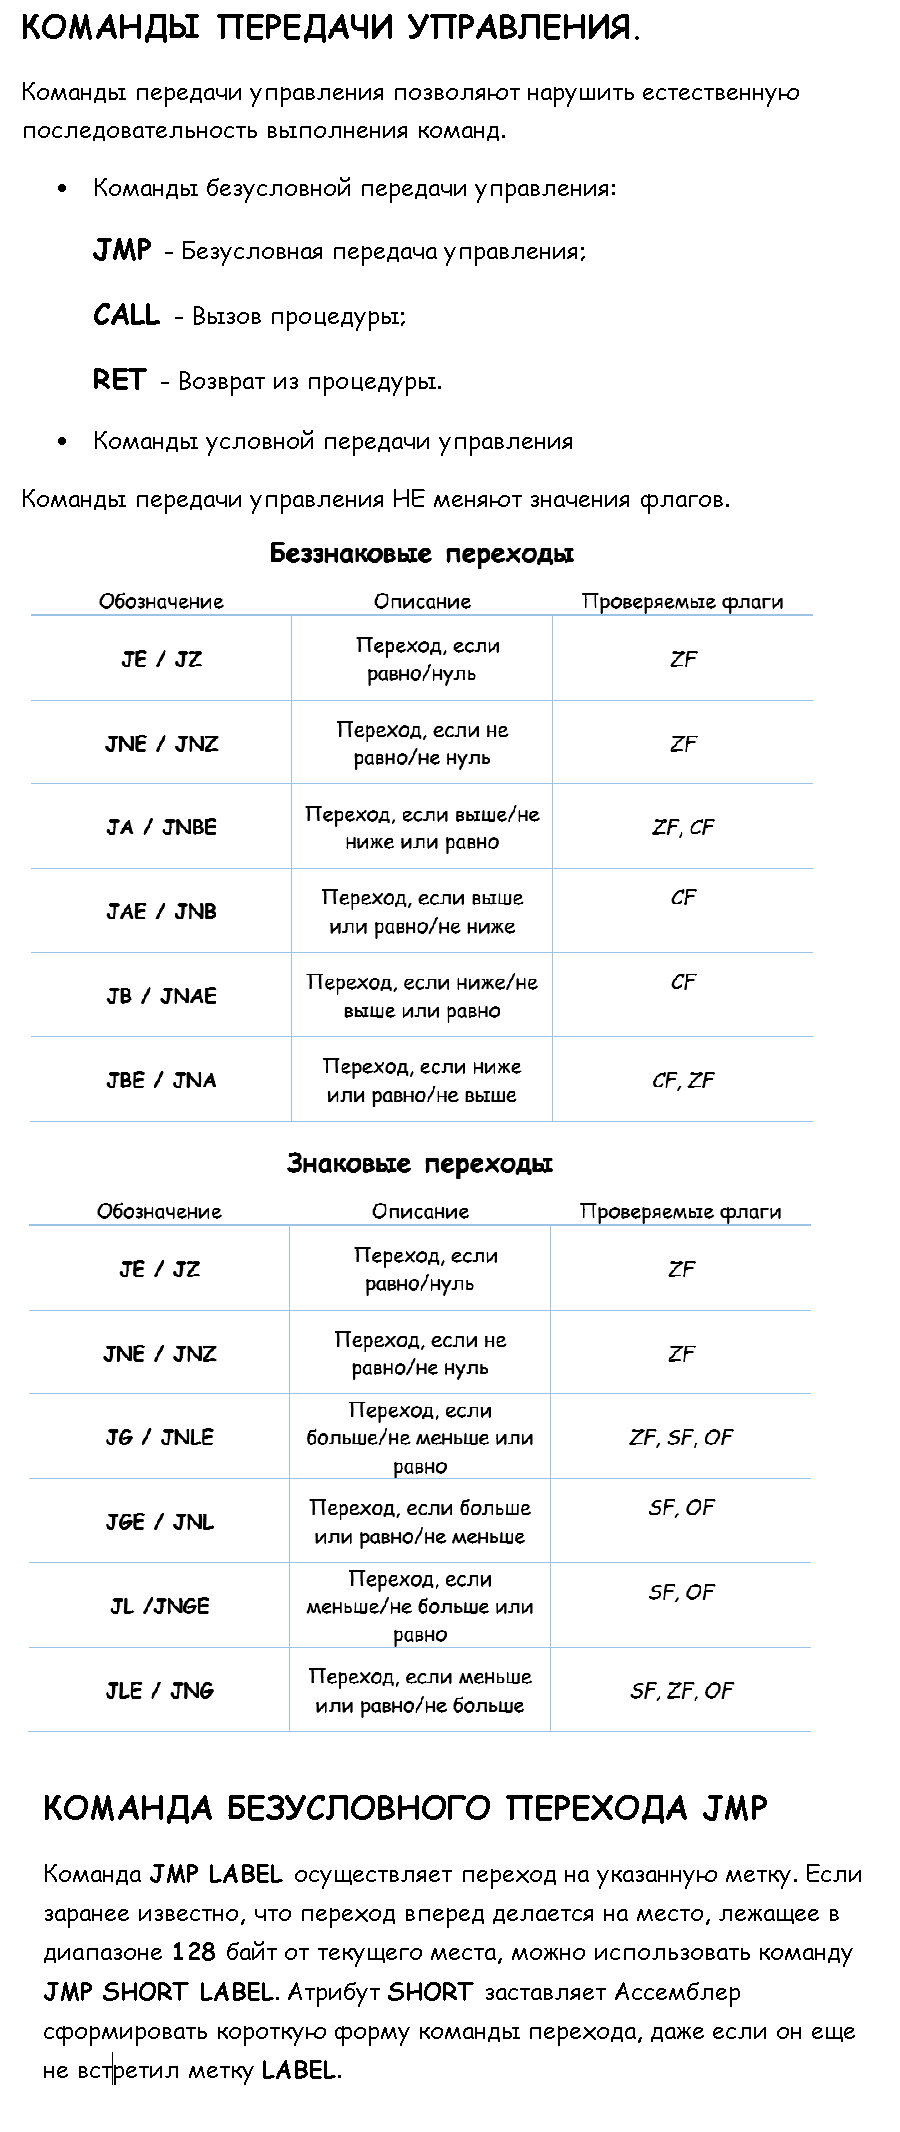 КОМАНДЫ ПЕРЕДАЧИ УПРАВЛЕНИЯ.
Команды передачи управления позволяют нарушить естественную
последовательность выполнения команд.
• Команды безусловной передачи управления:
JMP - Безусловная передача управления;
CALL - Вызов процедуры;
RET - Возврат из процедуры.
• Команды условной передачи управления
Команды передачи управления НЕ меняют значения флагов.
Беззнаковые переходы
Обозначение Описание Проверяемые флаги
JE / JZ Переход, если ZF
равно/нуль
JNE / JNZ Переход, если не ZF
равно/не нуль
JA / JNBE Переход, если выше/не ZF, CF
ниже или равно
JAE / JNB Переход, если выше CF
или равно/не ниже
JB / JNAE Переход, если ниже/не CF
выше или равно
JBE / JNA Переход, если ниже CF, ZF
или равно/не выше
Знаковые переходы
Обозначение Описание Проверяемые флаги
JE / JZ Переход, если ZF
равно/нуль
JNE / JNZ Переход, если не ZF
равно/не нуль
JG / JNLE Переход, если ZF, SF, OF
больше/не меньше или
равно
JGE / JNL Переход, если больше SF, OF
или равно/не меньше
JL /JNGE Переход, если SF, OF
меньше/не больше или
равно
JLE / JNG Переход, если меньше SF, ZF, OF
или равно/не больше
КОМАНДА БЕЗУСЛОВНОГО ПЕРЕХОДА JMP
Команда JMP LABEL осуществляет переход на указанную метку. Если
заранее известно, что переход вперед делается на место, лежащее в
диапазоне 128 байт от текущего места, можно использовать команду
JMP SHORT LABEL. Атрибут SHORT заставляет Ассемблер
сформировать короткую форму команды перехода, даже если он еще
не встретил метку LABEL.